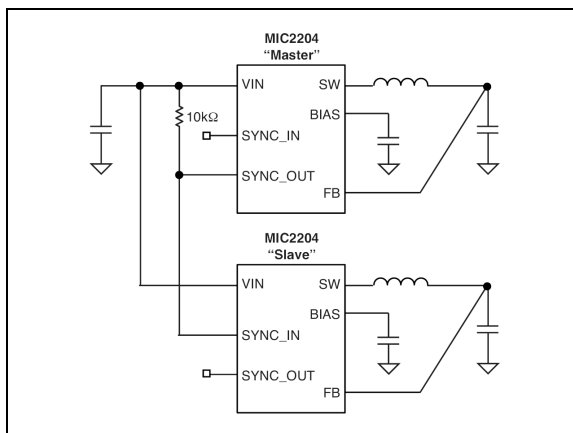 MIC2204
“Master”
VIN
SW
10kΩ
BIAS
SYNC_IN
SYNC_OUT
FB
MIC2204
“Slave”
VIN
SW
BIAS
SYNC_IN
SYNC_OUT
FB